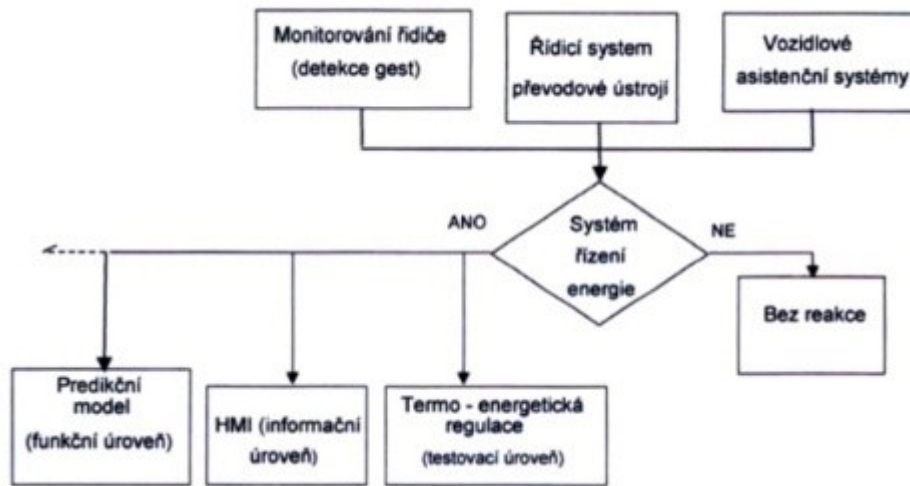 Monitorování řidiče
(detekce gest)
Řídicí system
převodové ústrojí
Vozidlové
asistenční systémy
ANO
Systém
řízení
energie
NE
Bez reakce
Predikční
model
(funkční úroveň)
HMI (informační
úroveň)
Termo - energetická
regulace
(testovací úroveň)